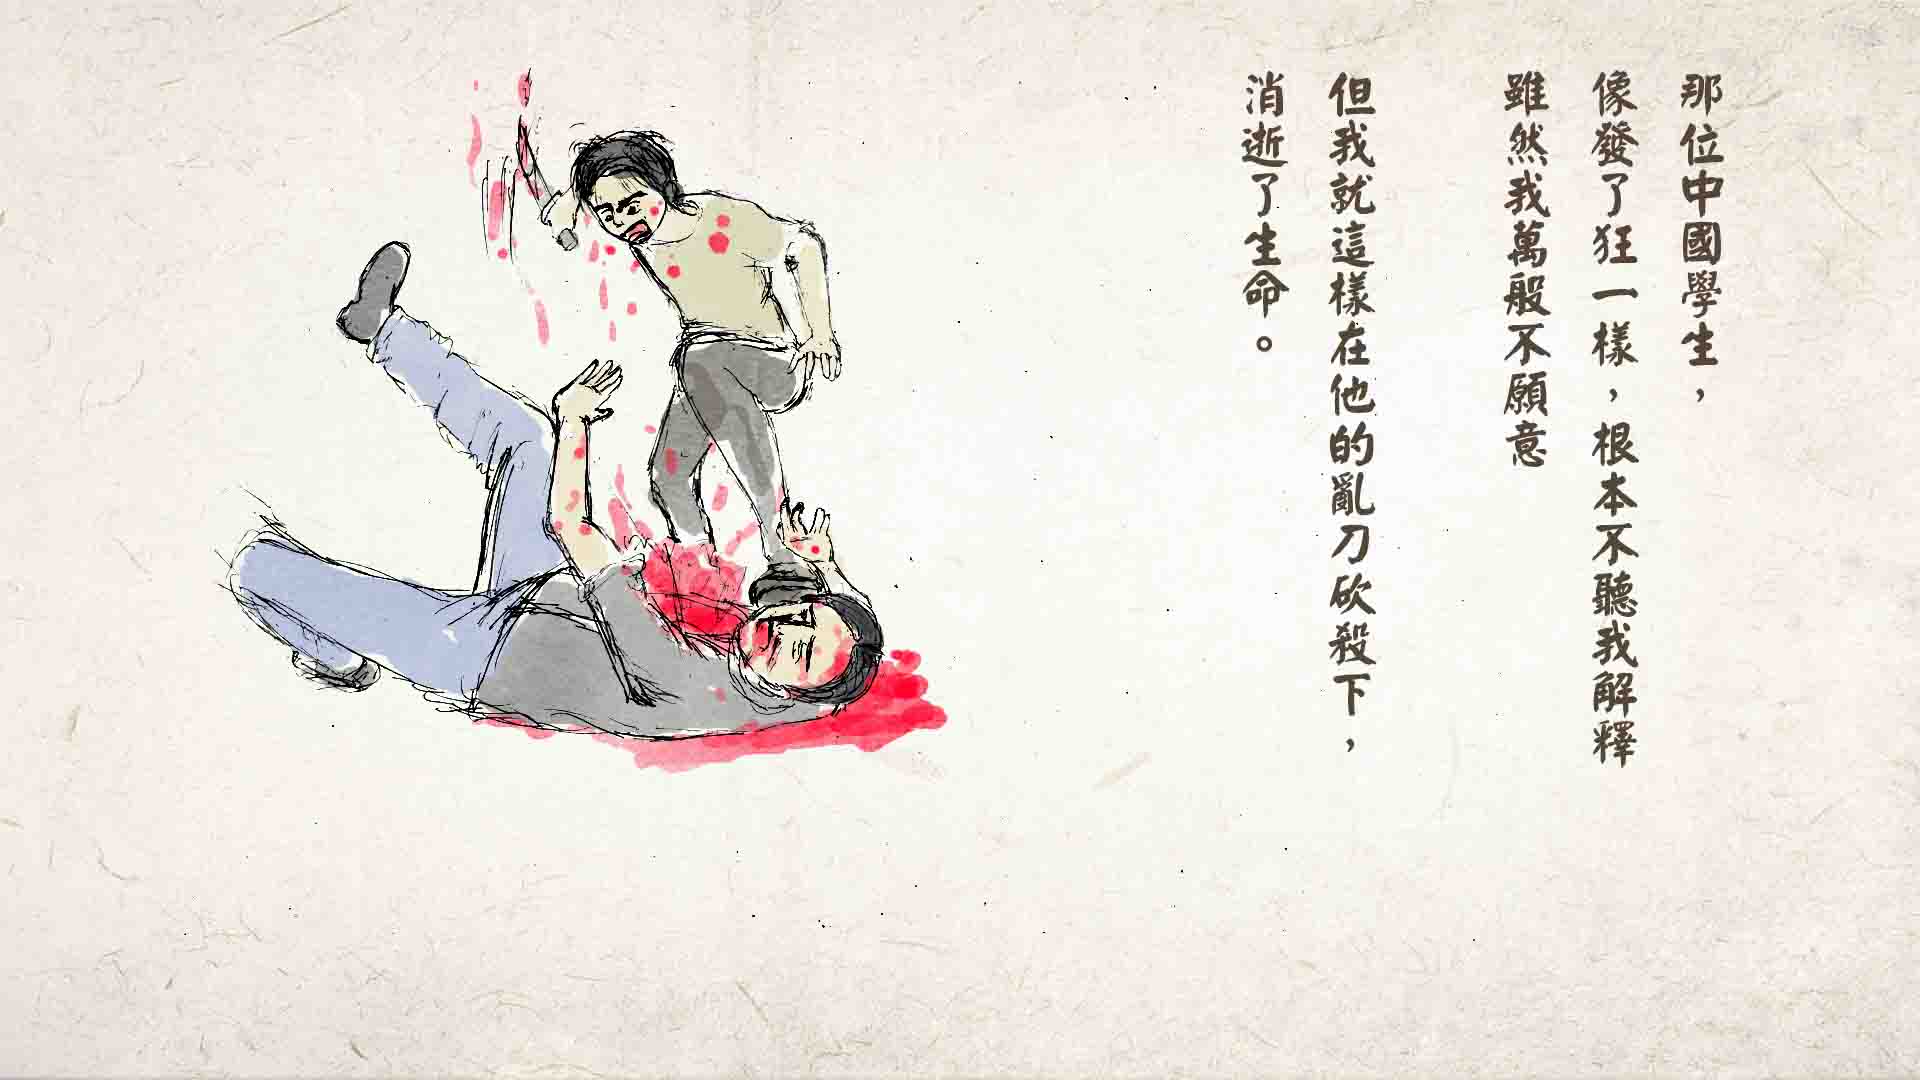 那位中國學生，
像發了狂一樣，根本不聽我解釋
雖然我萬般不願意
但我就這樣在他的亂刀砍殺下，
消逝了生命。